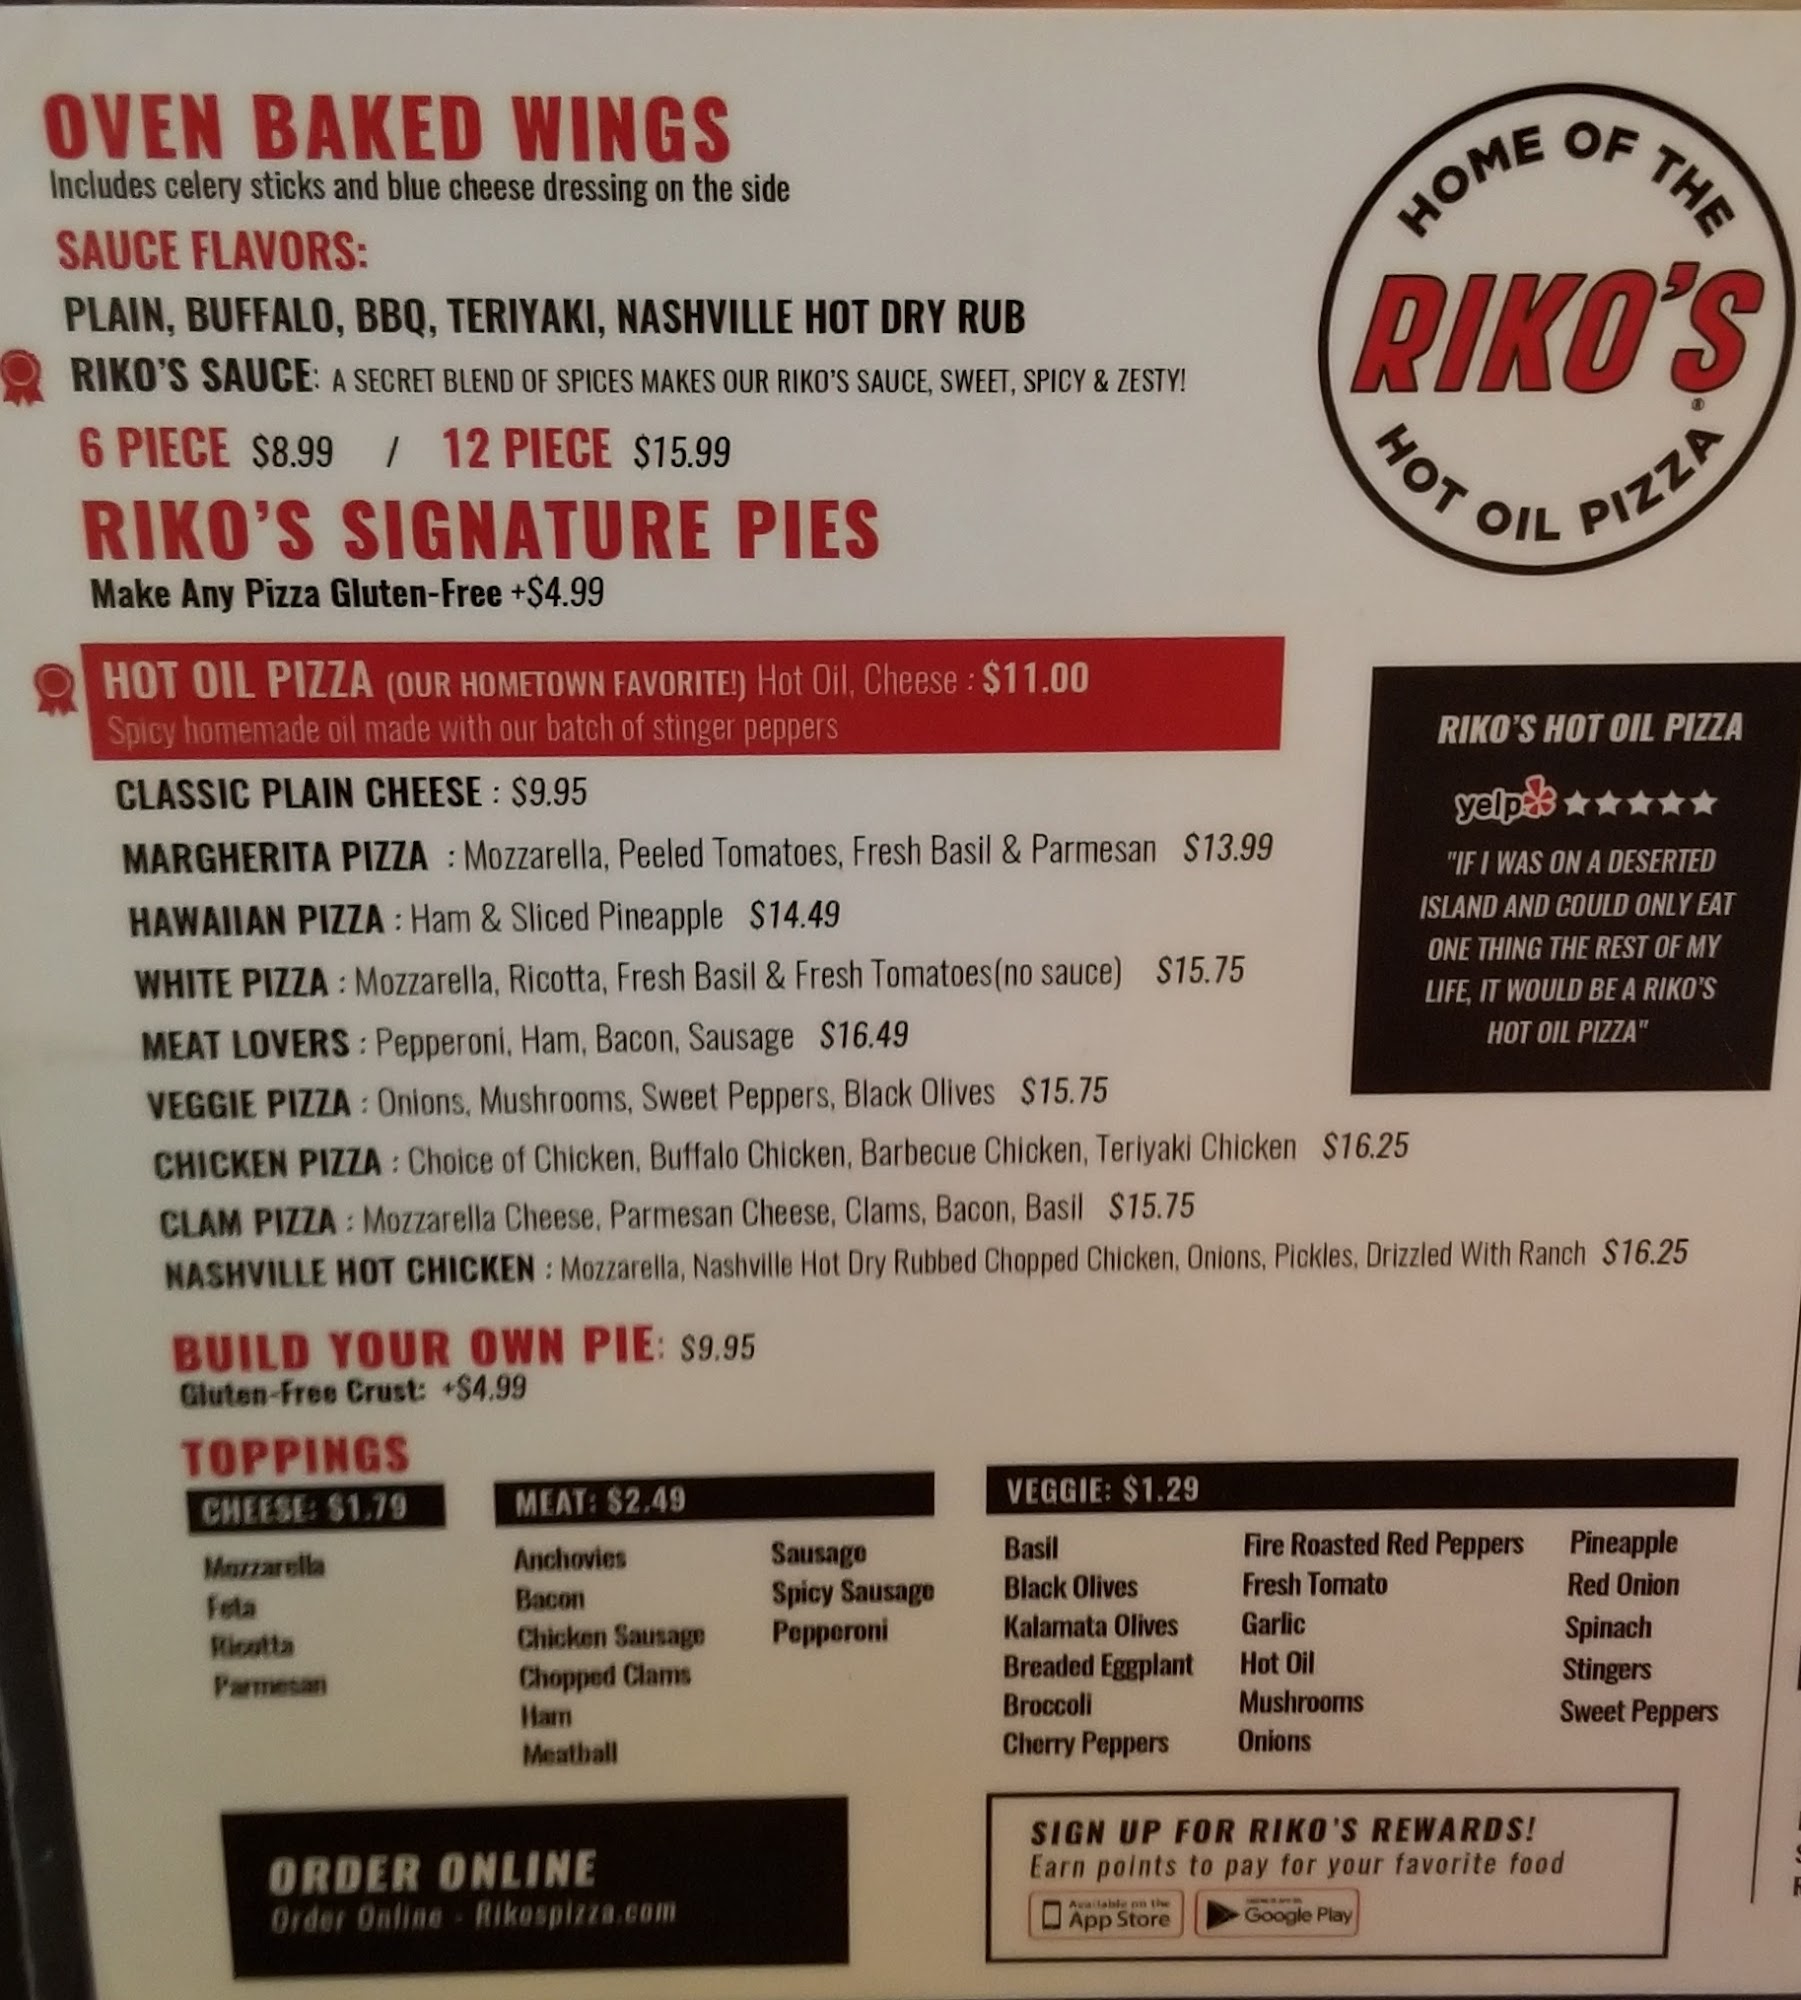 OVEN BAKED WINGS
Includes celery sticks and blue cheese dressing on the side
SAUCE FLAVORS:
PLAIN, BUFFALO, BBQ, TERIYAKI, NASHVILLE HOT DRY RUB
RIKO'S SAUCE: A SECRET BLEND OF SPICES MAKES OUR RIKO'S SAUCE, SWEET, SPICY & ZESTY!
6 PIECE $8.99 / 12 PIECE $15.99
HOME OF THE
RIKO'S
®
HOT OIL PIZZA
RIKO'S SIGNATURE PIES
Make Any Pizza Gluten-Free +$4.99
HOT OIL PIZZA (OUR HOMETOWN FAVORITE!) Hot Oil, Cheese : $11.00
Spicy homemade oil made with our batch of stinger peppers
CLASSIC PLAIN CHEESE : $9.95
MARGHERITA PIZZA : Mozzarella, Peeled Tomatoes, Fresh Basil & Parmesan $13.99
HAWAIIAN PIZZA : Ham & Sliced Pineapple $14.49
WHITE PIZZA : Mozzarella, Ricotta, Fresh Basil & Fresh Tomatoes(no sauce) $15.75
MEAT LOVERS : Pepperoni, Ham, Bacon, Sausage $16.49
VEGGIE PIZZA : Onions, Mushrooms, Sweet Peppers, Black Olives $15.75
CHICKEN PIZZA : Choice of Chicken, Buffalo Chicken, Barbecue Chicken, Teriyaki Chicken $16.25
CLAM PIZZA : Mozzarella Cheese, Parmesan Cheese, Clams, Bacon, Basil $15.75
NASHVILLE HOT CHICKEN : Mozzarella, Nashville Hot Dry Rubbed Chopped Chicken, Onions, Pickles, Drizzled With Ranch $16.25
RIKO'S HOT OIL PIZZA
yelp
"IF I WAS ON A DESERTED
ISLAND AND COULD ONLY EAT
ONE THING THE REST OF MY
LIFE, IT WOULD BE A RIKO'S
HOT OIL PIZZA"
BUILD YOUR OWN PIE: $9.95
Gluten-Free Crust: +$4.99
TOPPINGS
CHEESE: $1.79
Mozzarella
Feta
Ricotta
Parmesan
MEAT: $2.49
Anchovies
Bacon
Chicken Sausage
Chopped Clams
Ham
Meatball
Sausage
Spicy Sausage
Pepperoni
VEGGIE: $1.29
Basil
Black Olives
Kalamata Olives
Breaded Eggplant
Broccoli
Cherry Peppers
Fire Roasted Red Peppers
Fresh Tomato
Garlic
Hot Oil
Mushrooms
Onions
Pineapple
Red Onion
Spinach
Stingers
Sweet Peppers
ORDER ONLINE
Order Online - Rikospizza.com
SIGN UP FOR RIKO'S REWARDS!
Earn points to pay for your favorite food
Available on the
App Store
Google Play